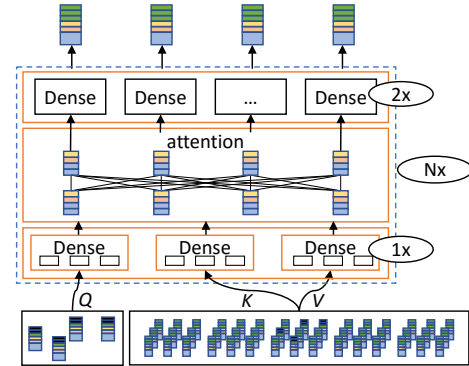 Dense Dense ... Dense 2x
attention
Nx
Dense Dense Dense 1x
Q K V